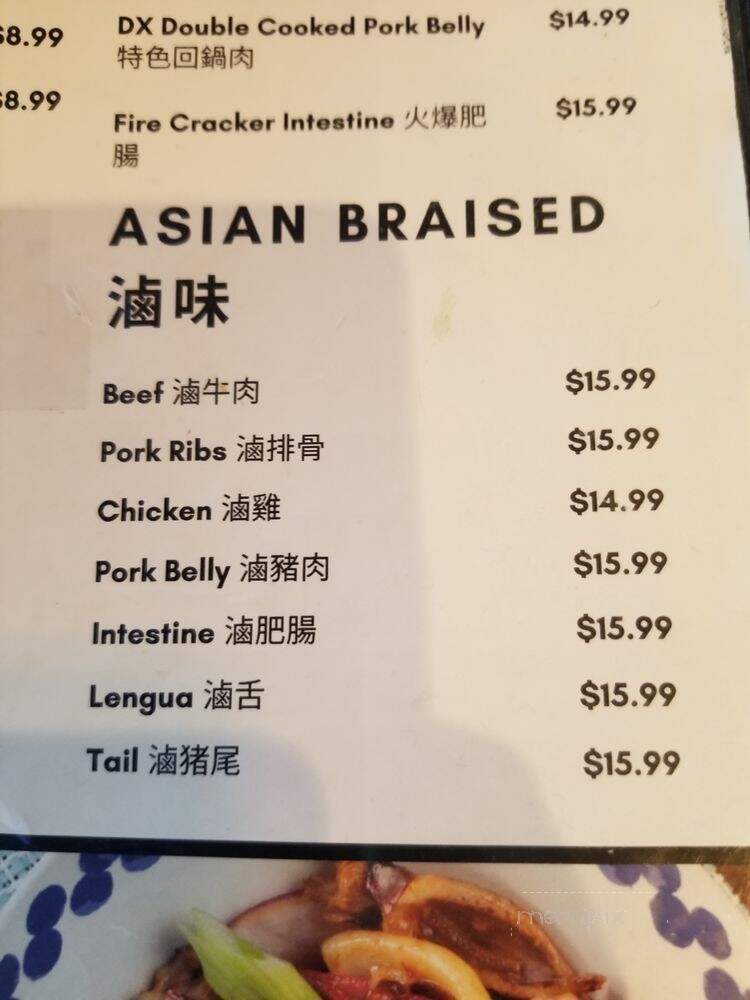 $8.99
$8.99
DX Double Cooked Pork Belly $14.99
特色回鍋肉
Fire Cracker Intestine 火爆肥 $15.99
腸
ASIAN BRAISED
滷味
Beef 滷牛肉 $15.99
Pork Ribs 滷排骨 $15.99
Chicken 滷雞 $14.99
Pork Belly 滷豬肉 $15.99
Intestine 滷肥腸 $15.99
Lengua 滷舌 $15.99
Tail 滷猪尾 $15.99